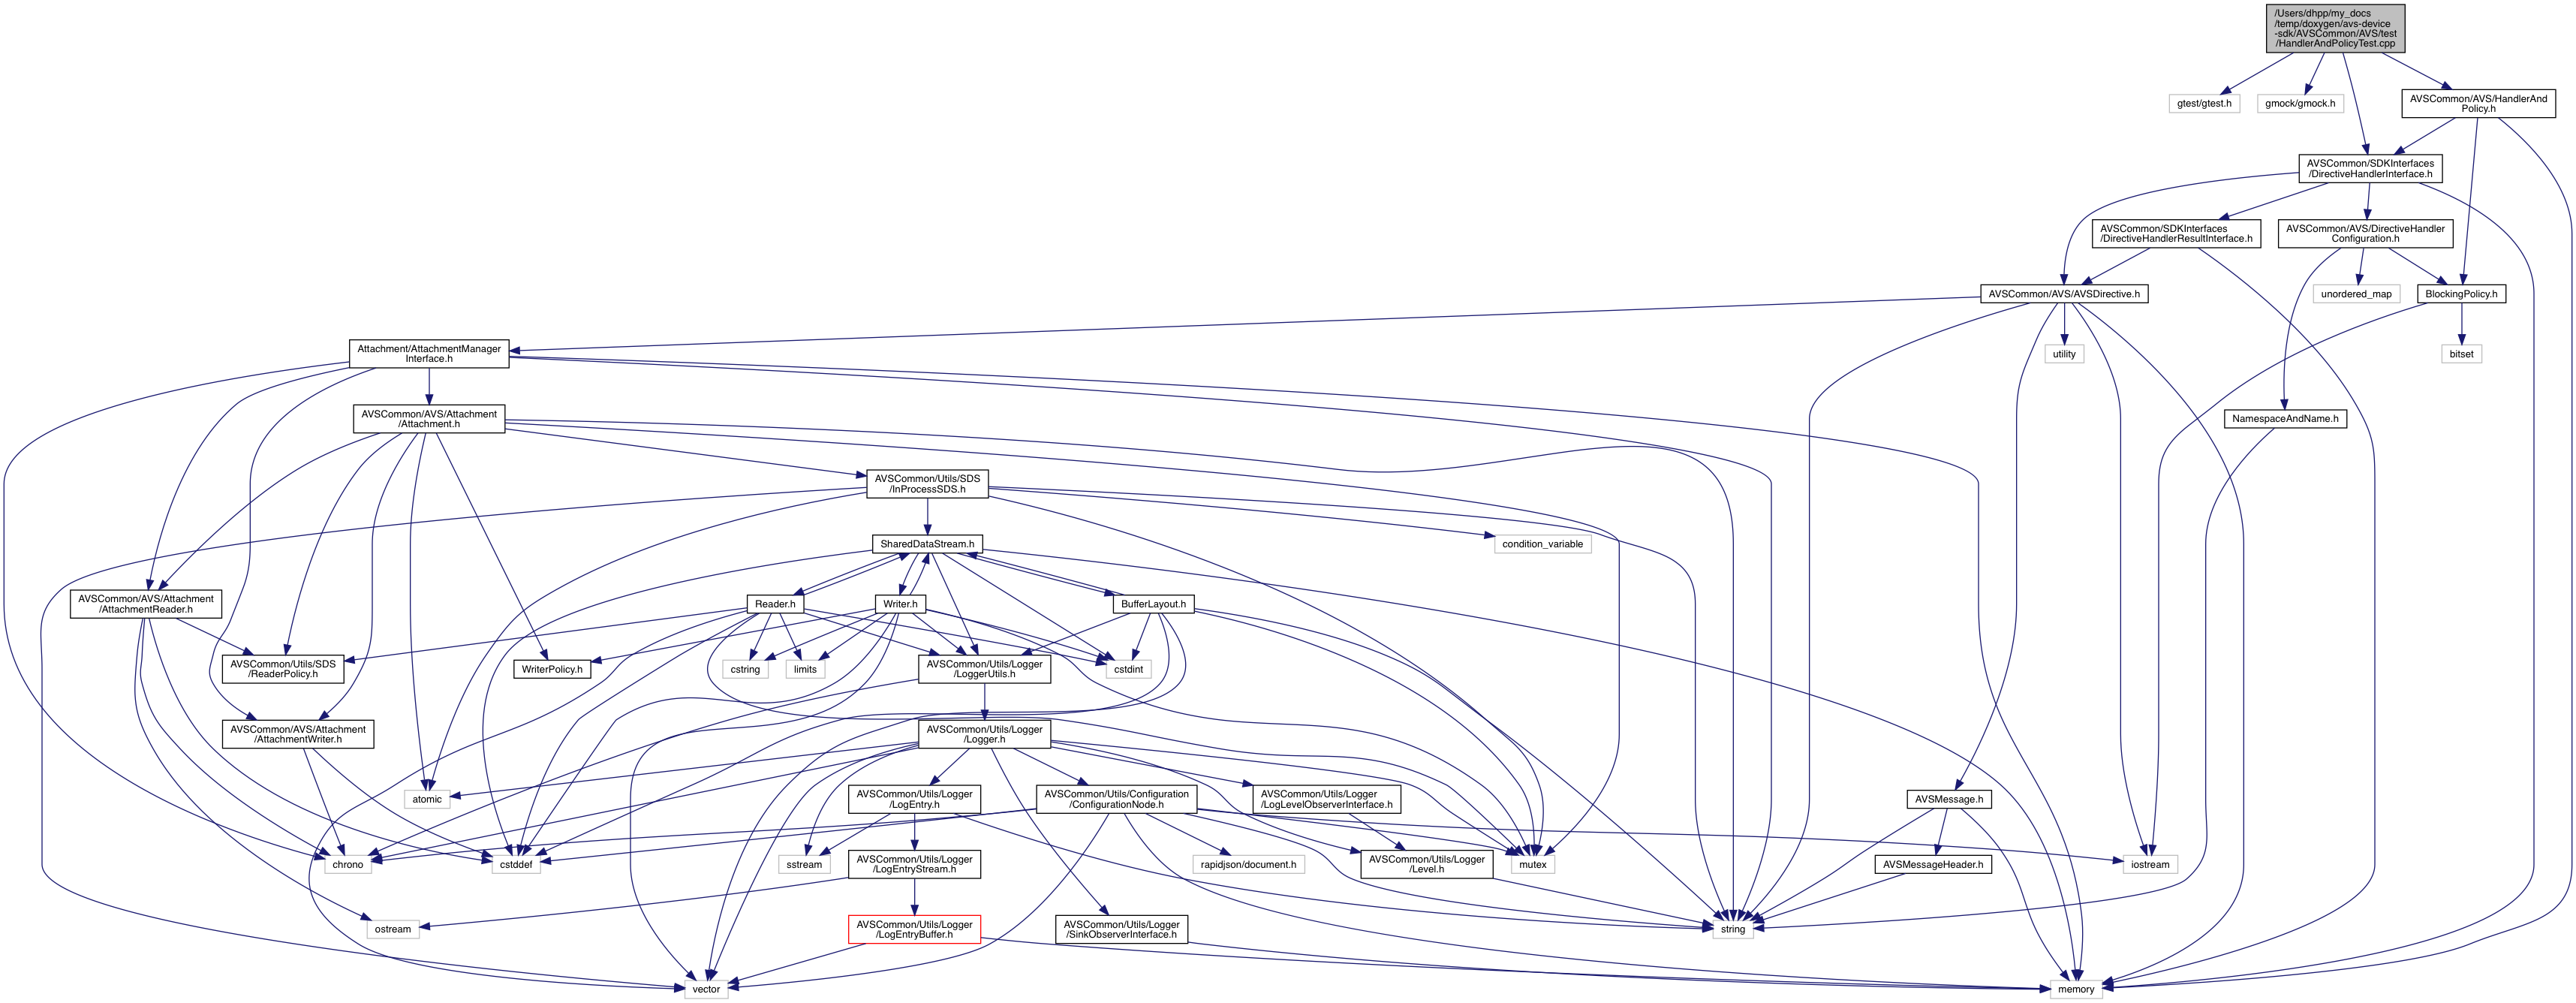 /Users/dhpp/my_docs
/temp/doxygen/avs-device
-sdk/AVSCommon/AVS/test
/HandlerAndPolicyTest.cpp
gtest/gtest.h
gmock/gmock.h
AVSCommon/AVS/HandlerAnd
Policy.h
AVSCommon/SDKInterfaces
/DirectiveHandlerInterface.h
AVSCommon/SDKInterfaces
/DirectiveHandlerResultInterface.h
AVSCommon/AVS/DirectiveHandler
Configuration.h
AVSCommon/AVS/AVSDirective.h
unordered_map
BlockingPolicy.h
Attachment/AttachmentManager
Interface.h
utility
bitset
AVSCommon/AVS/Attachment
/Attachment.h
NamespaceAndName.h
AVSCommon/Utils/SDS
/InProcessSDS.h
SharedDataStream.h
condition_variable
AVSCommon/AVS/Attachment
/AttachmentReader.h
Reader.h
Writer.h
BufferLayout.h
AVSCommon/Utils/SDS
/ReaderPolicy.h
WriterPolicy.h
cstring
limits
AVSCommon/Utils/Logger
/LoggerUtils.h
cstdint
AVSCommon/AVS/Attachment
/AttachmentWriter.h
AVSCommon/Utils/Logger
/Logger.h
atomic
AVSCommon/Utils/Logger
/LogEntry.h
AVSCommon/Utils/Configuration
/ConfigurationNode.h
AVSCommon/Utils/Logger
/LogLevelObserverInterface.h
AVSMessage.h
chrono
cstddef
sstream
AVSCommon/Utils/Logger
/LogEntryStream.h
rapidjson/document.h
AVSCommon/Utils/Logger
/Level.h
mutex
AVSMessageHeader.h
iostream
ostream
AVSCommon/Utils/Logger
/LogEntryBuffer.h
AVSCommon/Utils/Logger
/SinkObserverInterface.h
string
vector
memory